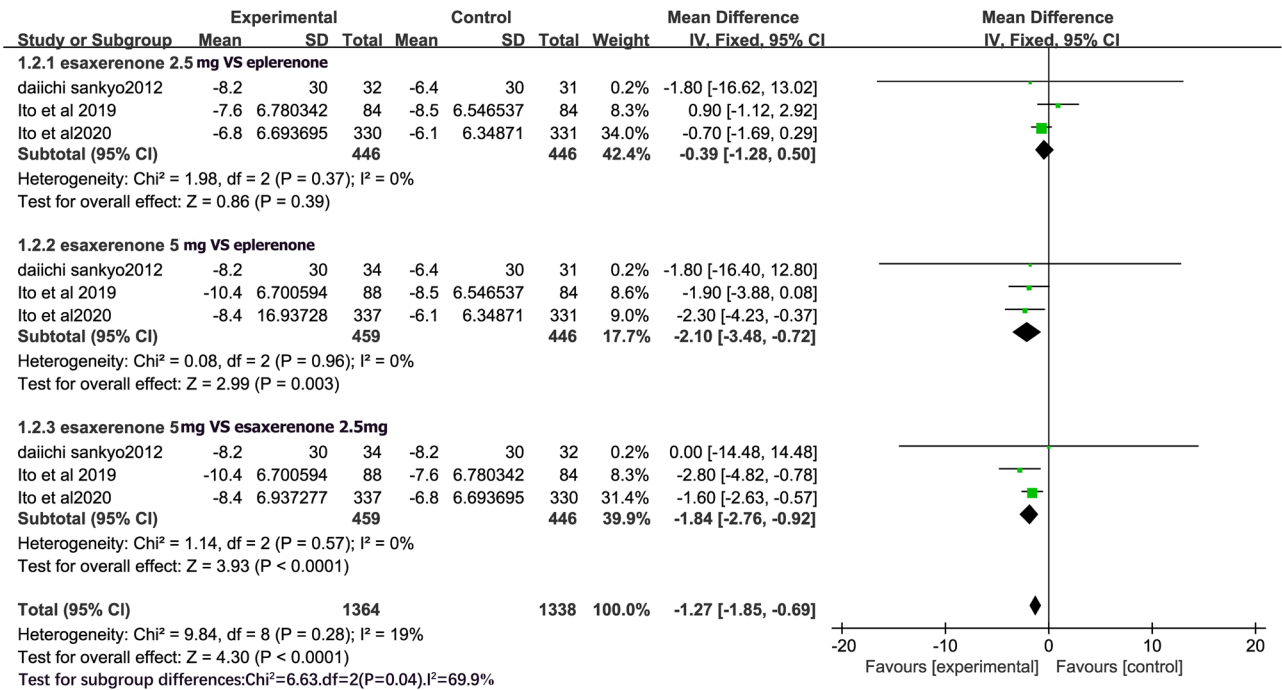 Experimental Control Mean Difference Mean Difference
Study or Subgroup Mean SD Total Mean SD Total Weight IV, Fixed, 95% CI IV, Fixed, 95% CI
1.2.1 esaxerenone 2.5 mg VS eplerenone
daiichi sankyo2012 -8.2 30 32 -6.4 30 31 0.2% -1.80 [-16.62, 13.02]
Ito et al 2019 -7.6 6.780342 84 -8.5 6.546537 84 8.3% 0.90 [-1.12, 2.92]
Ito et al2020 -6.8 6.693695 330 -6.1 6.34871 331 34.0% -0.70 [-1.69, 0.29]
Subtotal (95% CI) 446 446 42.4% -0.39 [-1.28, 0.50]
Heterogeneity: Chi² = 1.98, df = 2 (P = 0.37); I² = 0%
Test for overall effect: Z = 0.86 (P = 0.39)
1.2.2 esaxerenone 5 mg VS eplerenone
daiichi sankyo2012 -8.2 30 34 -6.4 30 31 0.2% -1.80 [-16.40, 12.80]
Ito et al 2019 -10.4 6.700594 88 -8.5 6.546537 84 8.6% -1.90 [-3.88, 0.08]
Ito et al2020 -8.4 16.93728 337 -6.1 6.34871 331 9.0% -2.30 [-4.23, -0.37]
Subtotal (95% CI) 459 446 17.7% -2.10 [-3.48, -0.72]
Heterogeneity: Chi² = 0.08, df = 2 (P = 0.96); I² = 0%
Test for overall effect: Z = 2.99 (P = 0.003)
1.2.3 esaxerenone 5mg VS esaxerenone 2.5mg
daiichi sankyo2012 -8.2 30 34 -8.2 30 32 0.2% 0.00 [-14.48, 14.48]
Ito et al 2019 -10.4 6.700594 88 -7.6 6.780342 84 8.3% -2.80 [-4.82, -0.78]
Ito et al2020 -8.4 6.937277 337 -6.8 6.693695 330 31.4% -1.60 [-2.63, -0.57]
Subtotal (95% CI) 459 446 39.9% -1.84 [-2.76, -0.92]
Heterogeneity: Chi² = 1.14, df = 2 (P = 0.57); I² = 0%
Test for overall effect: Z = 3.93 (P < 0.0001)
Total (95% CI) 1364 1338 100.0% -1.27 [-1.85, -0.69]
Heterogeneity: Chi² = 9.84, df = 8 (P = 0.28); I² = 19%
Test for overall effect: Z = 4.30 (P < 0.0001)
Test for subgroup differences:Chi²=6.63.df=2(P=0.04).I²=69.9%
-20 -10 0 10 20
Favours [experimental] Favours [control]